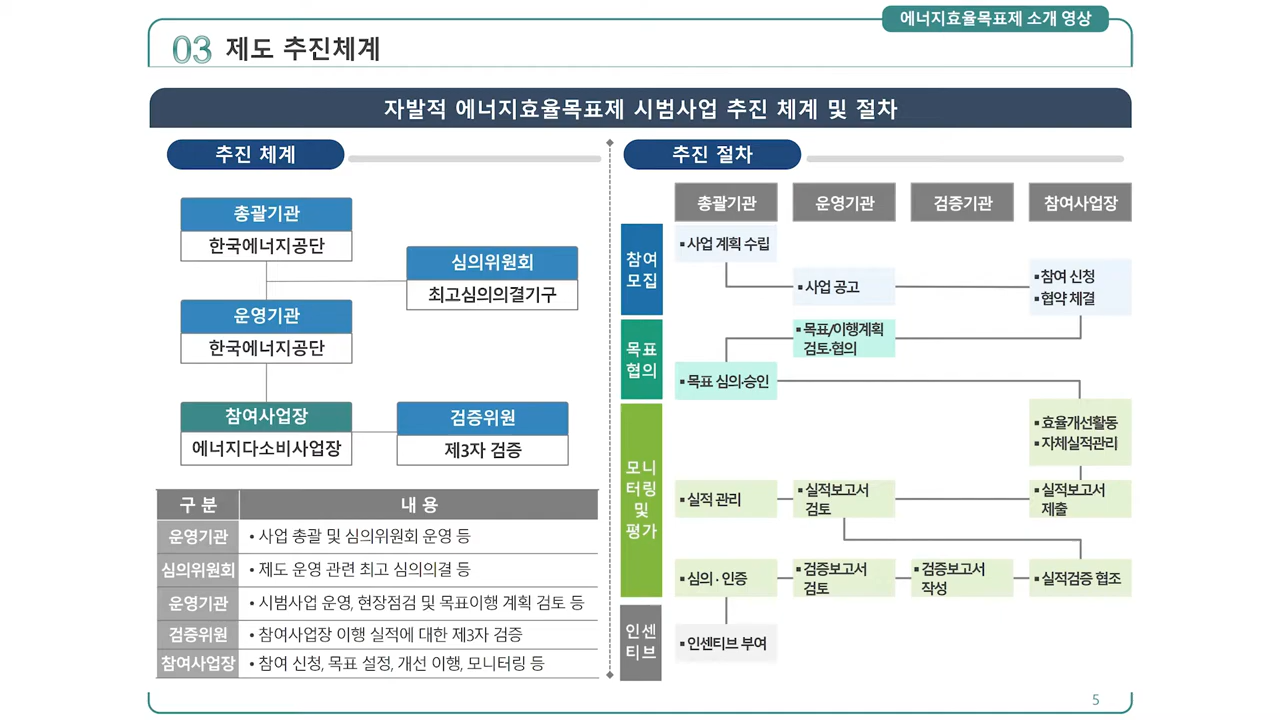 에너지효율목표제 소개 영상
03 제도 추진체계
자발적 에너지효율목표제 시범사업 추진 체계 및 절차
추진 체계
총괄기관
한국에너지공단
심의위원회
최고심의의결기구
운영기관
한국에너지공단
참여사업장
에너지다소비사업장
검증위원
제3자 검증
구 분 내 용
운영기관 • 사업 총괄 및 심의위원회 운영 등
심의위원회 • 제도 운영 관련 최고 심의의결 등
운영기관 • 시범사업 운영, 현장점검 및 목표이행 계획 검토 등
검증위원 • 참여사업장 이행 실적에 대한 제3자 검증
참여사업장 • 참여 신청, 목표 설정, 개선 이행, 모니터링 등
추진 절차
총괄기관 운영기관 검증기관 참여사업장
참여
모집
▪사업 계획 수립
▪사업 공고
▪참여 신청
▪협약 체결
목표
협의
▪목표/이행계획
검토·협의
▪목표 심의·승인
모니
터링
및
평가
▪효율개선활동
▪자체실적관리
▪실적 관리
▪실적보고서
검토
▪실적보고서
제출
▪심의 · 인증
▪검증보고서
검토
▪검증보고서
작성
▪실적검증 협조
인센
티브
▪인센티브 부여
5